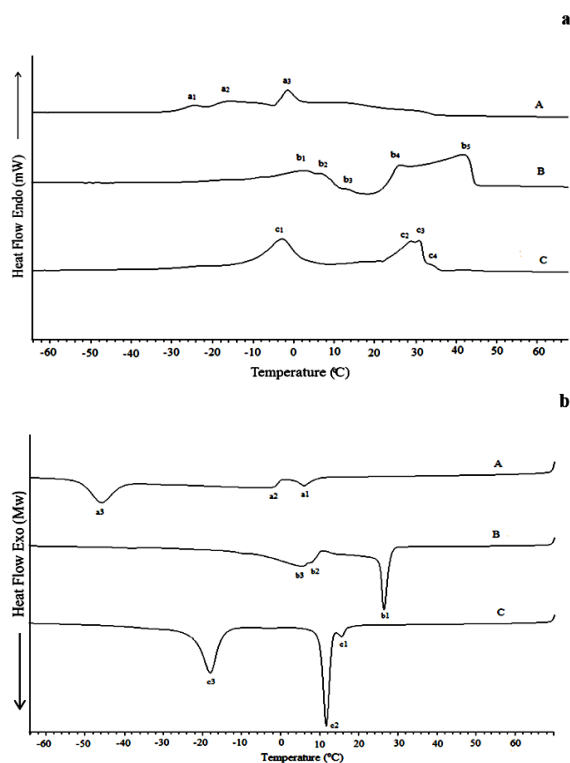 a
a1
a2
a3
A
b1
b2
b3
b4
b5
B
c1
c2
c3
c4
C
Heat Flow Endo (mW)
-60 -50 -40 -30 -20 -10 0 10 20 30 40 50 60
Temperature (ºC)
b
A
a3
a2
a1
B
b3
b2
b1
C
c3
c2
c1
Heat Flow Exo (Mw)
-60 -50 -40 -30 -20 -10 0 10 20 30 40 50 60
Temperature (ºC)